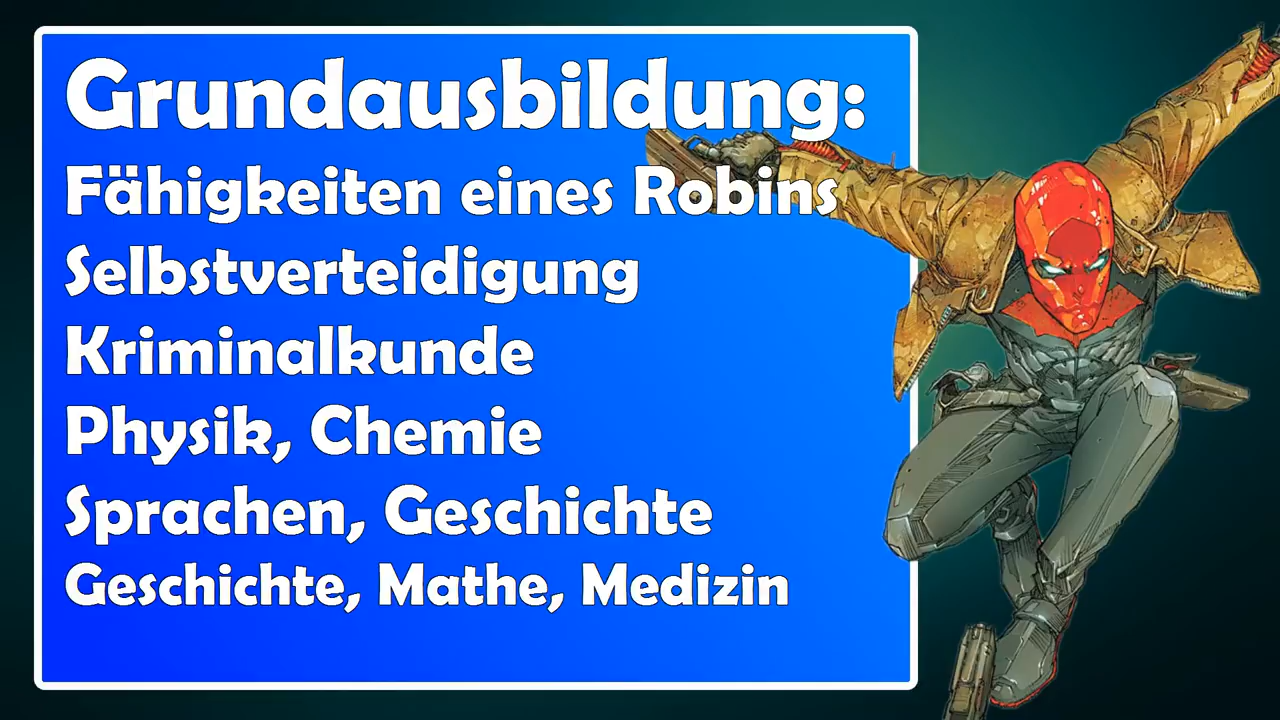 Grundausbildung:
Fähigkeiten eines Robins
Selbstverteidigung
Kriminalkunde
Physik, Chemie
Sprachen, Geschichte
Geschichte, Mathe, Medizin